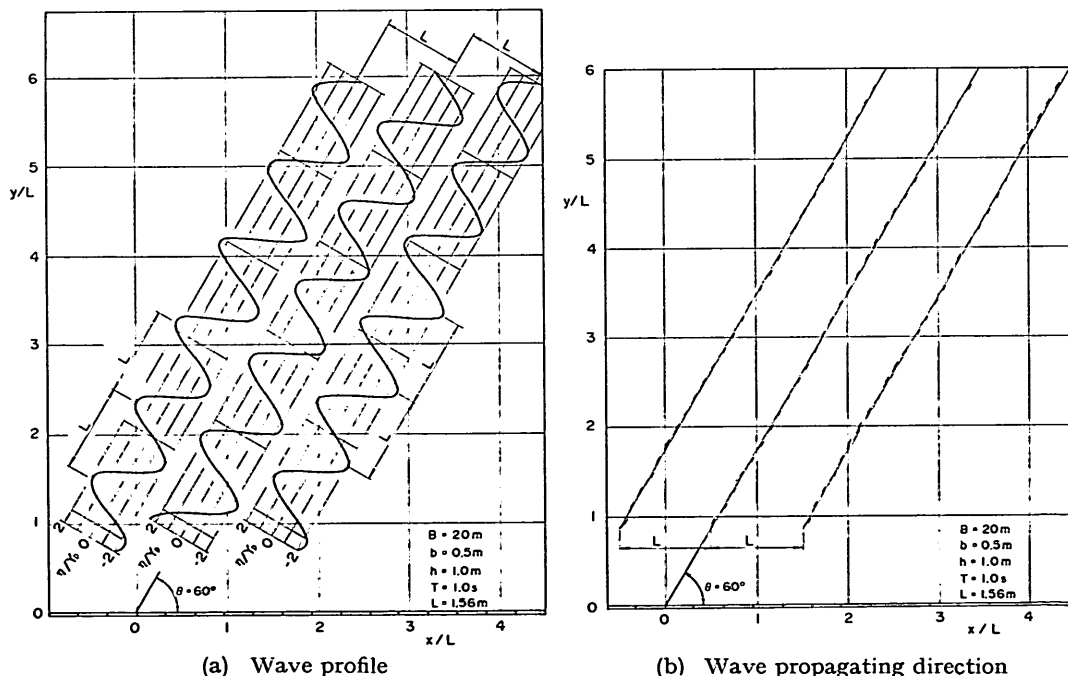 L
L
6
5
y/L
4
3
L
L
2
L
L
1
2
0
-2
η/Y₀
2
0
-2
η/Y₀
2
0
-2
η/Y₀
B = 20m
b = 0.5m
h = 1.0m
T = 1.0s
L = 1.56m
θ = 60°
0
0
1
2
3
4
x/L
(a) Wave profile
6
5
y/L
4
3
2
1
L
L
B = 20m
b = 0.5m
h = 1.0m
T = 1.0s
L = 1.56m
θ = 60°
0
0
1
2
3
4
x/L
(b) Wave propagating direction